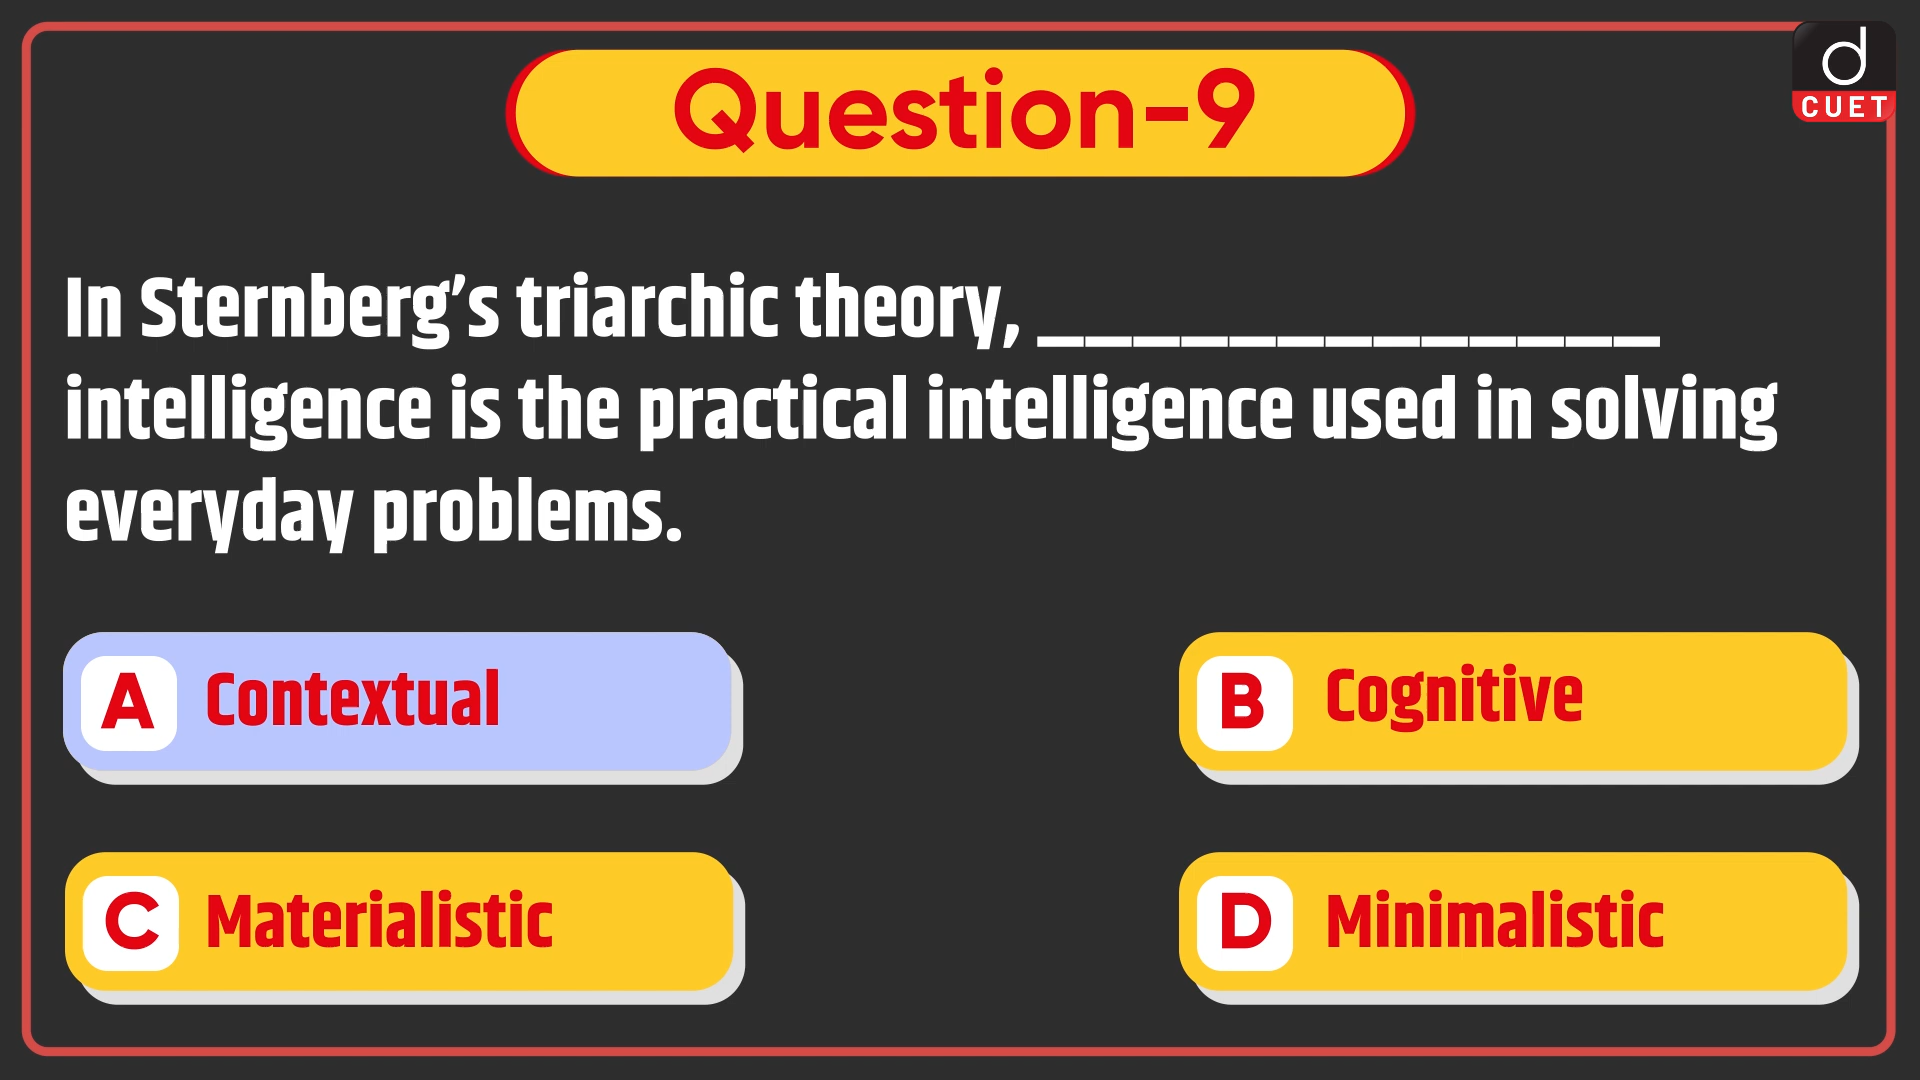 d
CUET
Question-9
In Sternberg’s triarchic theory, _____________
intelligence is the practical intelligence used in solving
everyday problems.
A Contextual
B Cognitive
C Materialistic
D Minimalistic